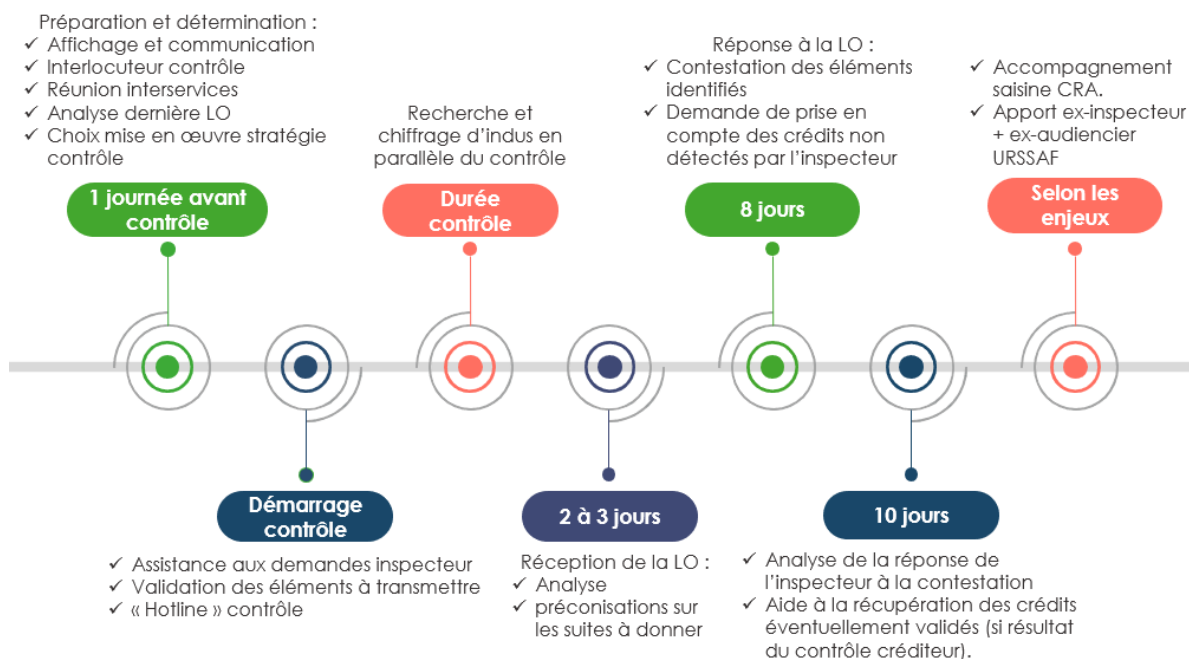 Préparation et détermination :
✓ Affichage et communication
✓ Interlocuteur contrôle
✓ Réunion interservices
✓ Analyse dernière LO
✓ Choix mise en œuvre stratégie
contrôle
1 journée avant
contrôle
Démarrage
contrôle
✓ Assistance aux demandes inspecteur
✓ Validation des éléments à transmettre
✓ « Hotline » contrôle
Recherche et
chiffrage d'indus en
parallèle du contrôle
Durée
contrôle
2 à 3 jours
Réception de la LO :
✓ Analyse
✓ préconisations sur
les suites à donner
Réponse à la LO :
✓ Contestation des éléments
identifiés
✓ Demande de prise en
compte des crédits non
détectés par l'inspecteur
8 jours
10 jours
✓ Analyse de la réponse de
l'inspecteur à la contestation
✓ Aide à la récupération des crédits
éventuellement validés (si résultat
du contrôle créditeur).
✓ Accompagnement
saisine CRA.
✓ Apport ex-inspecteur
+ ex-audiencier
URSSAF
Selon les
enjeux